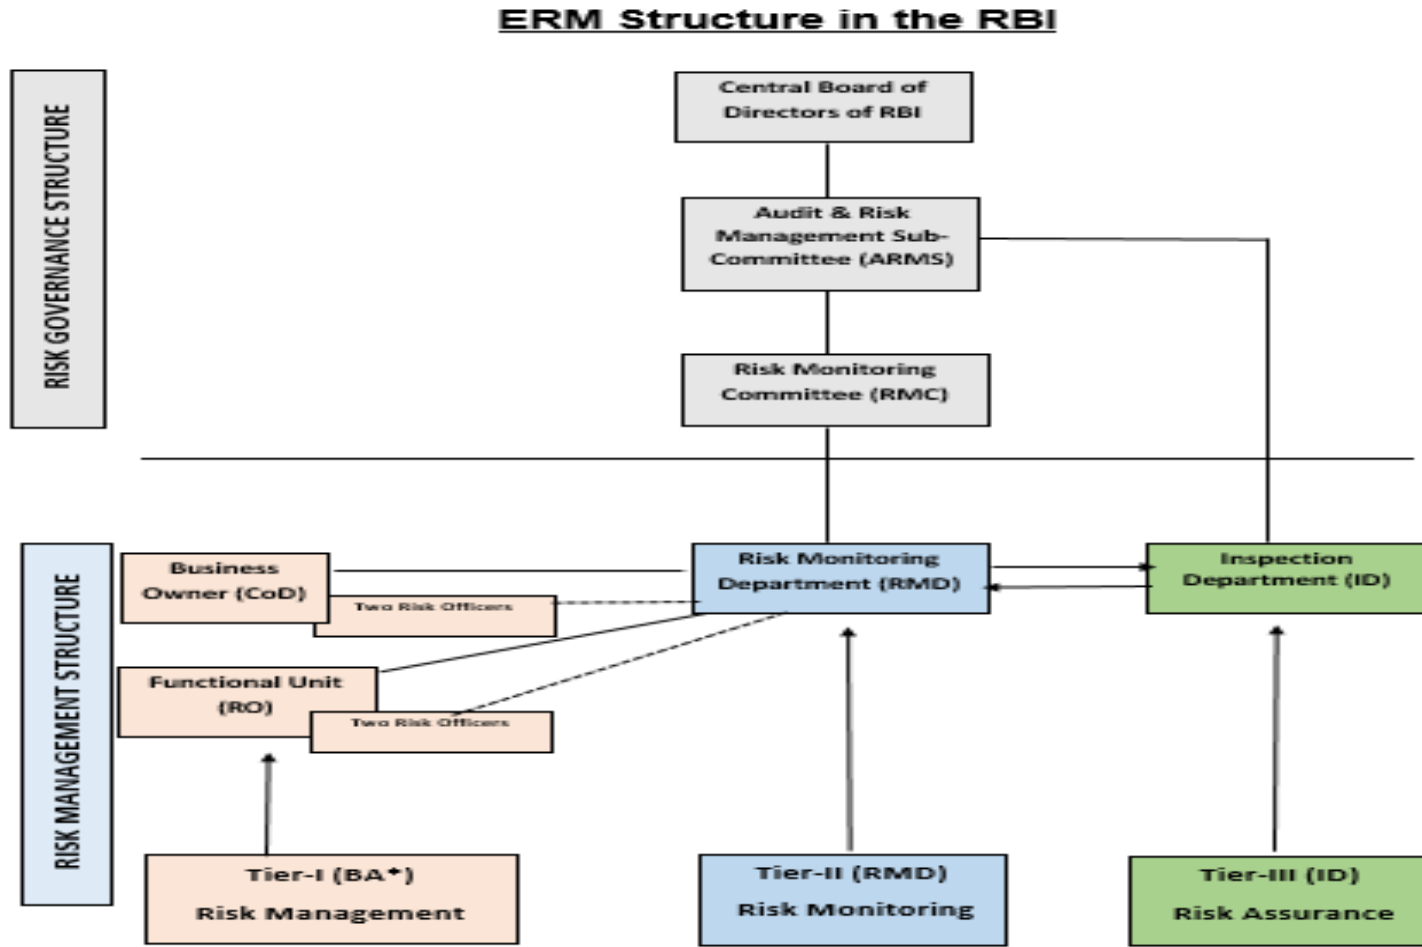 ERM Structure in the RBI
RISK GOVERNANCE STRUCTURE
Central Board of
Directors of RBI
Audit & Risk
Management Sub-
Committee (ARMS)
Risk Monitoring
Committee (RMC)
RISK MANAGEMENT STRUCTURE
Business
Owner (CoD)
Two Risk Officers
Functional Unit
(RO)
Two Risk Officers
Risk Monitoring
Department (RMD)
Inspection
Department (ID)
Tier-I (BA*)
Risk Management
Tier-II (RMD)
Risk Monitoring
Tier-III (ID)
Risk Assurance